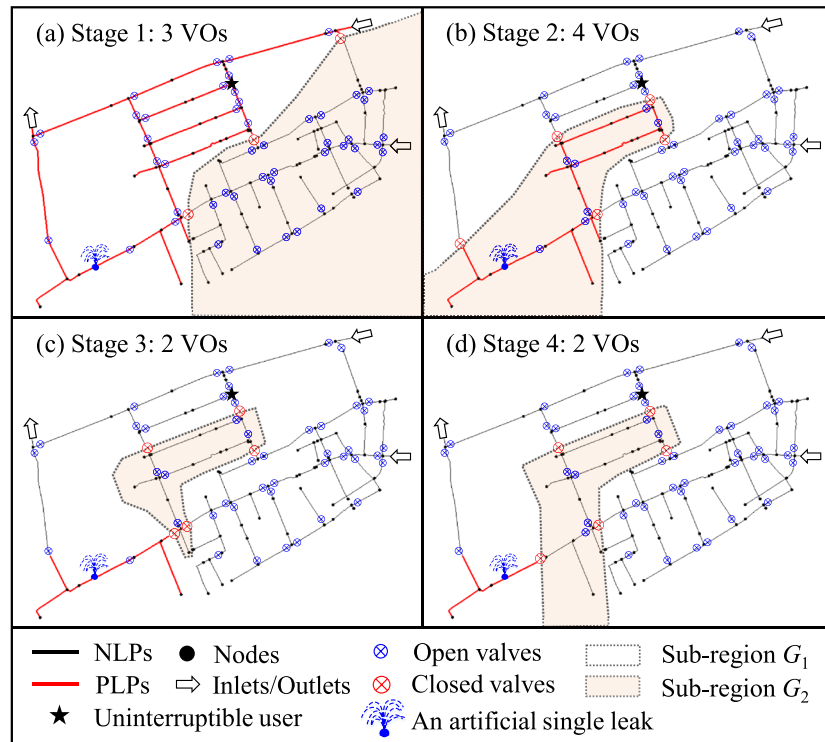 (a) Stage 1: 3 VOs
(b) Stage 2: 4 VOs
(c) Stage 3: 2 VOs
(d) Stage 4: 2 VOs
NLPs
Nodes
Open valves
Sub-region G1
PLPs
Inlets/Outlets
Closed valves
Sub-region G2
Uninterruptible user
An artificial single leak